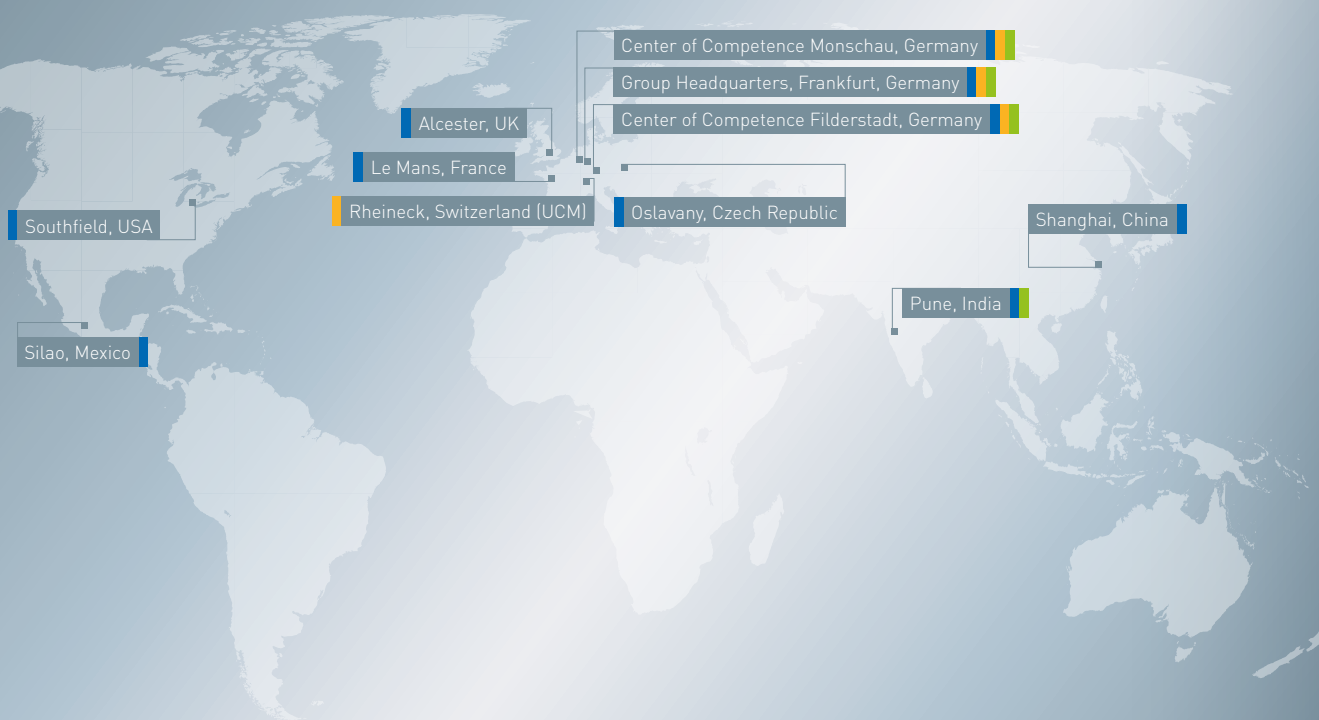 Center of Competence Monschau, Germany
Group Headquarters, Frankfurt, Germany
Center of Competence Filderstadt, Germany
Alcester, UK
Le Mans, France
Rheineck, Switzerland (UCM)
Oslavany, Czech Republic
Southfield, USA
Shanghai, China
Pune, India
Silao, Mexico